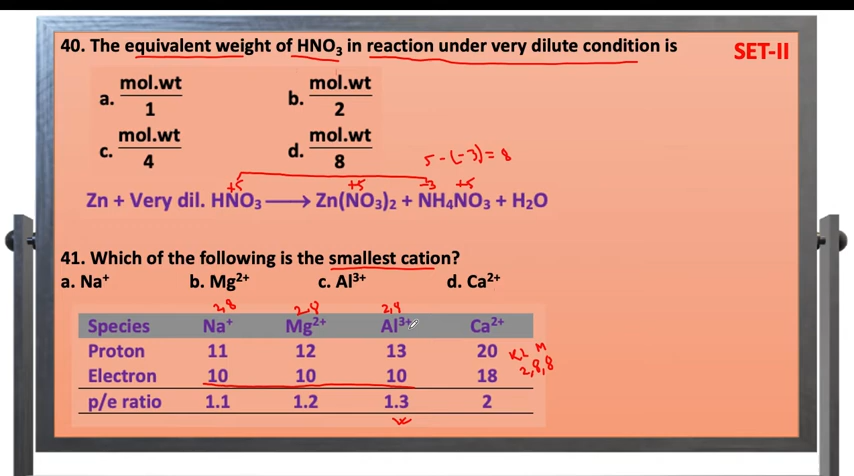 40. The equivalent weight of HNO₃ in reaction under very dilute condition is
SET-II
a. mol.wt/1 b. mol.wt/2
c. mol.wt/4 d. mol.wt/8
5-(-3)=8
+5 +5 -3 +5
Zn + Very dil. HNO₃ ⟶ Zn(NO₃)₂ + NH₄NO₃ + H₂O
41. Which of the following is the smallest cation?
a. Na⁺ b. Mg²⁺ c. Al³⁺ d. Ca²⁺
2,8 2,8 2,8
Species Na⁺ Mg²⁺ Al³⁺ Ca²⁺
Proton 11 12 13 20
K L M
2,8,8
Electron 10 10 10 18
p/e ratio 1.1 1.2 1.3 2